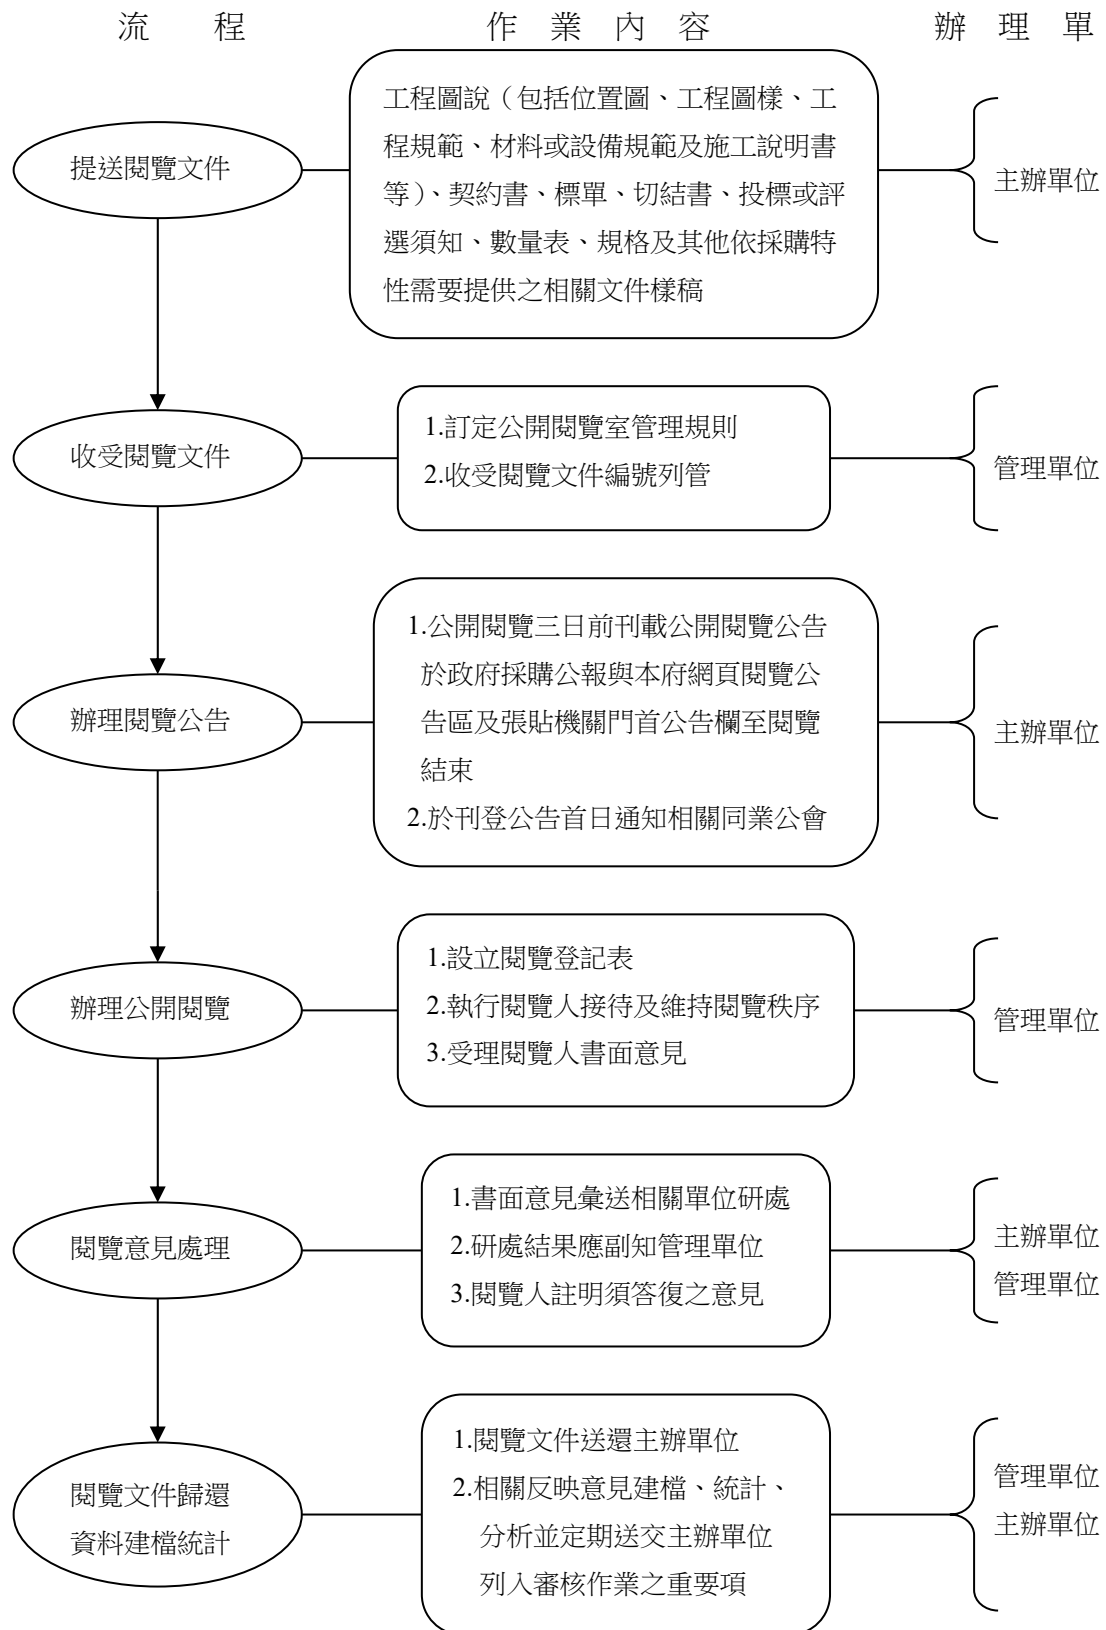 流程 作業內容 辦理單
提送閱覽文件
工程圖說（包括位置圖、工程圖樣、工
程規範、材料或設備規範及施工說明書
等）、契約書、標單、切結書、投標或評
選須知、數量表、規格及其他依採購特
性需要提供之相關文件樣稿
主辦單位
收受閱覽文件
1.訂定公開閱覽室管理規則
2.收受閱覽文件編號列管
管理單位
辦理閱覽公告
1.公開閱覽三日前刊載公開閱覽公告
於政府採購公報與本府網頁閱覽公
告區及張貼機關門首公告欄至閱覽
結束
2.於刊登公告首日通知相關同業公會
主辦單位
辦理公開閱覽
1.設立閱覽登記表
2.執行閱覽人接待及維持閱覽秩序
3.受理閱覽人書面意見
管理單位
閱覽意見處理
1.書面意見彙送相關單位研處
2.研處結果應副知管理單位
3.閱覽人註明須答復之意見
主辦單位
管理單位
閱覽文件歸還
資料建檔統計
1.閱覽文件送還主辦單位
2.相關反映意見建檔、統計、
分析並定期送交主辦單位
列入審核作業之重要項
管理單位
主辦單位